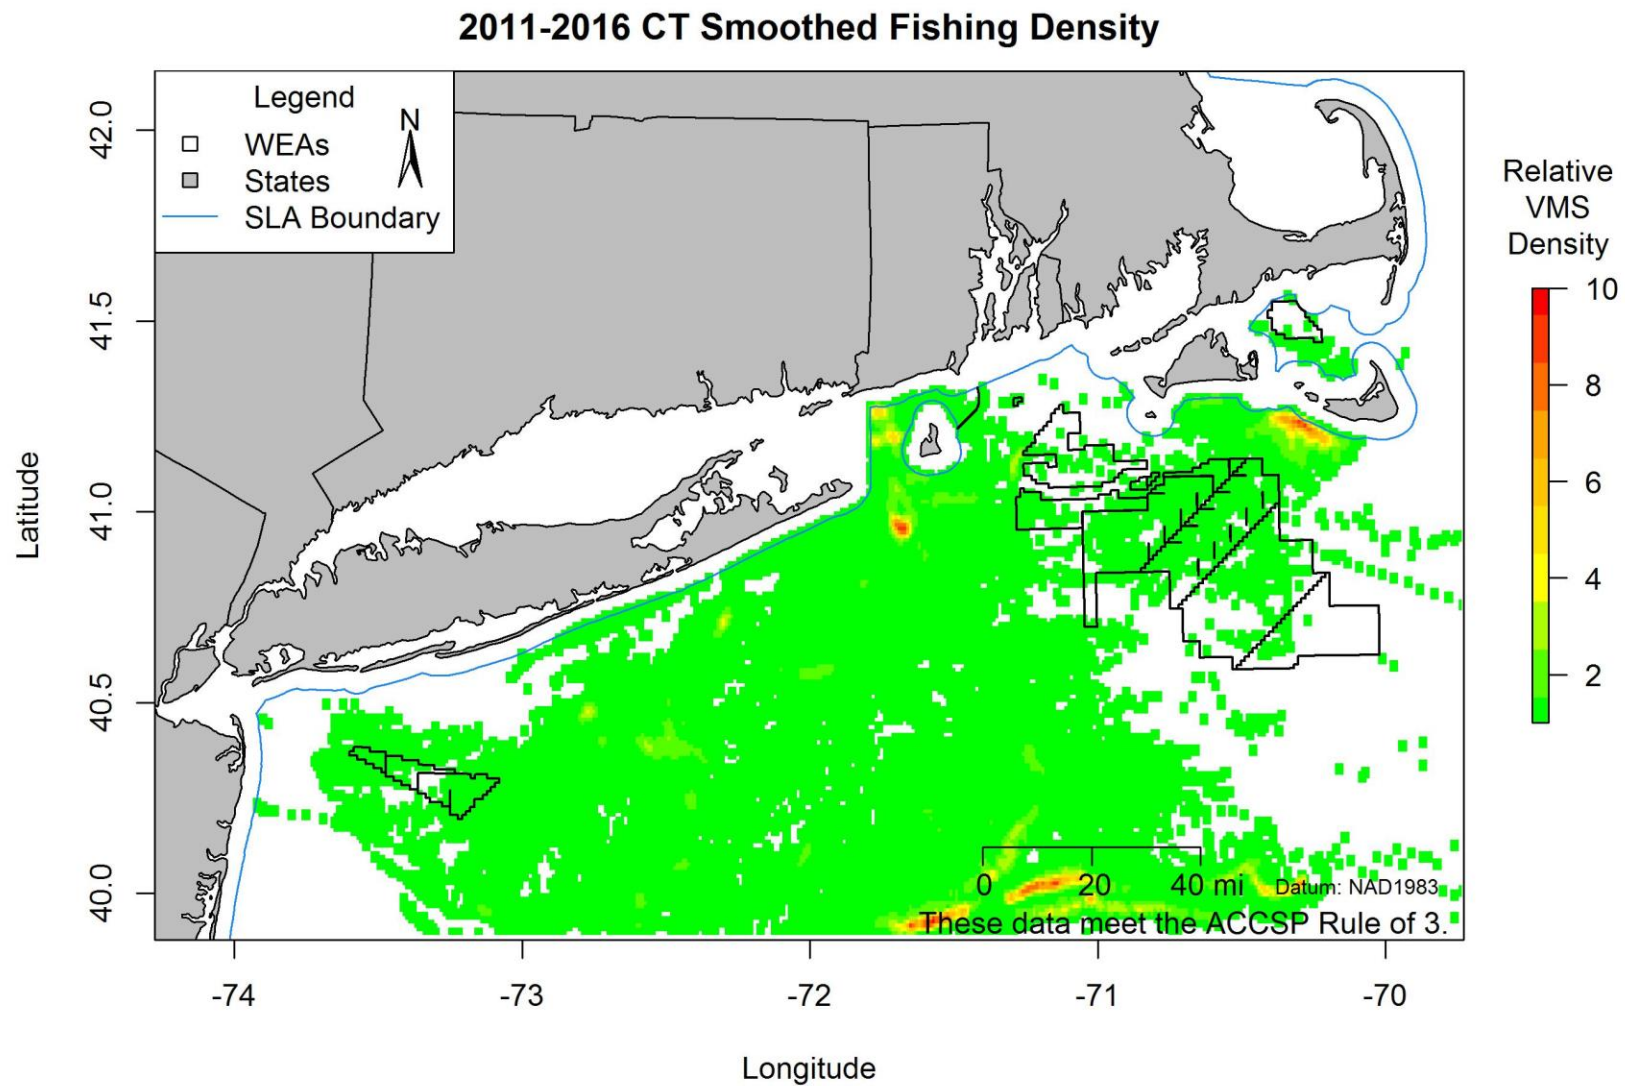 2011-2016 CT Smoothed Fishing Density
Legend
N
WEAs
States
SLA Boundary
Relative
VMS
Density
10
8
6
4
2
Latitude
42.0
41.5
41.0
40.5
40.0
0 20 40 mi
Datum: NAD1983
These data meet the ACCSP Rule of 3.
-74 -73 -72 -71 -70
Longitude